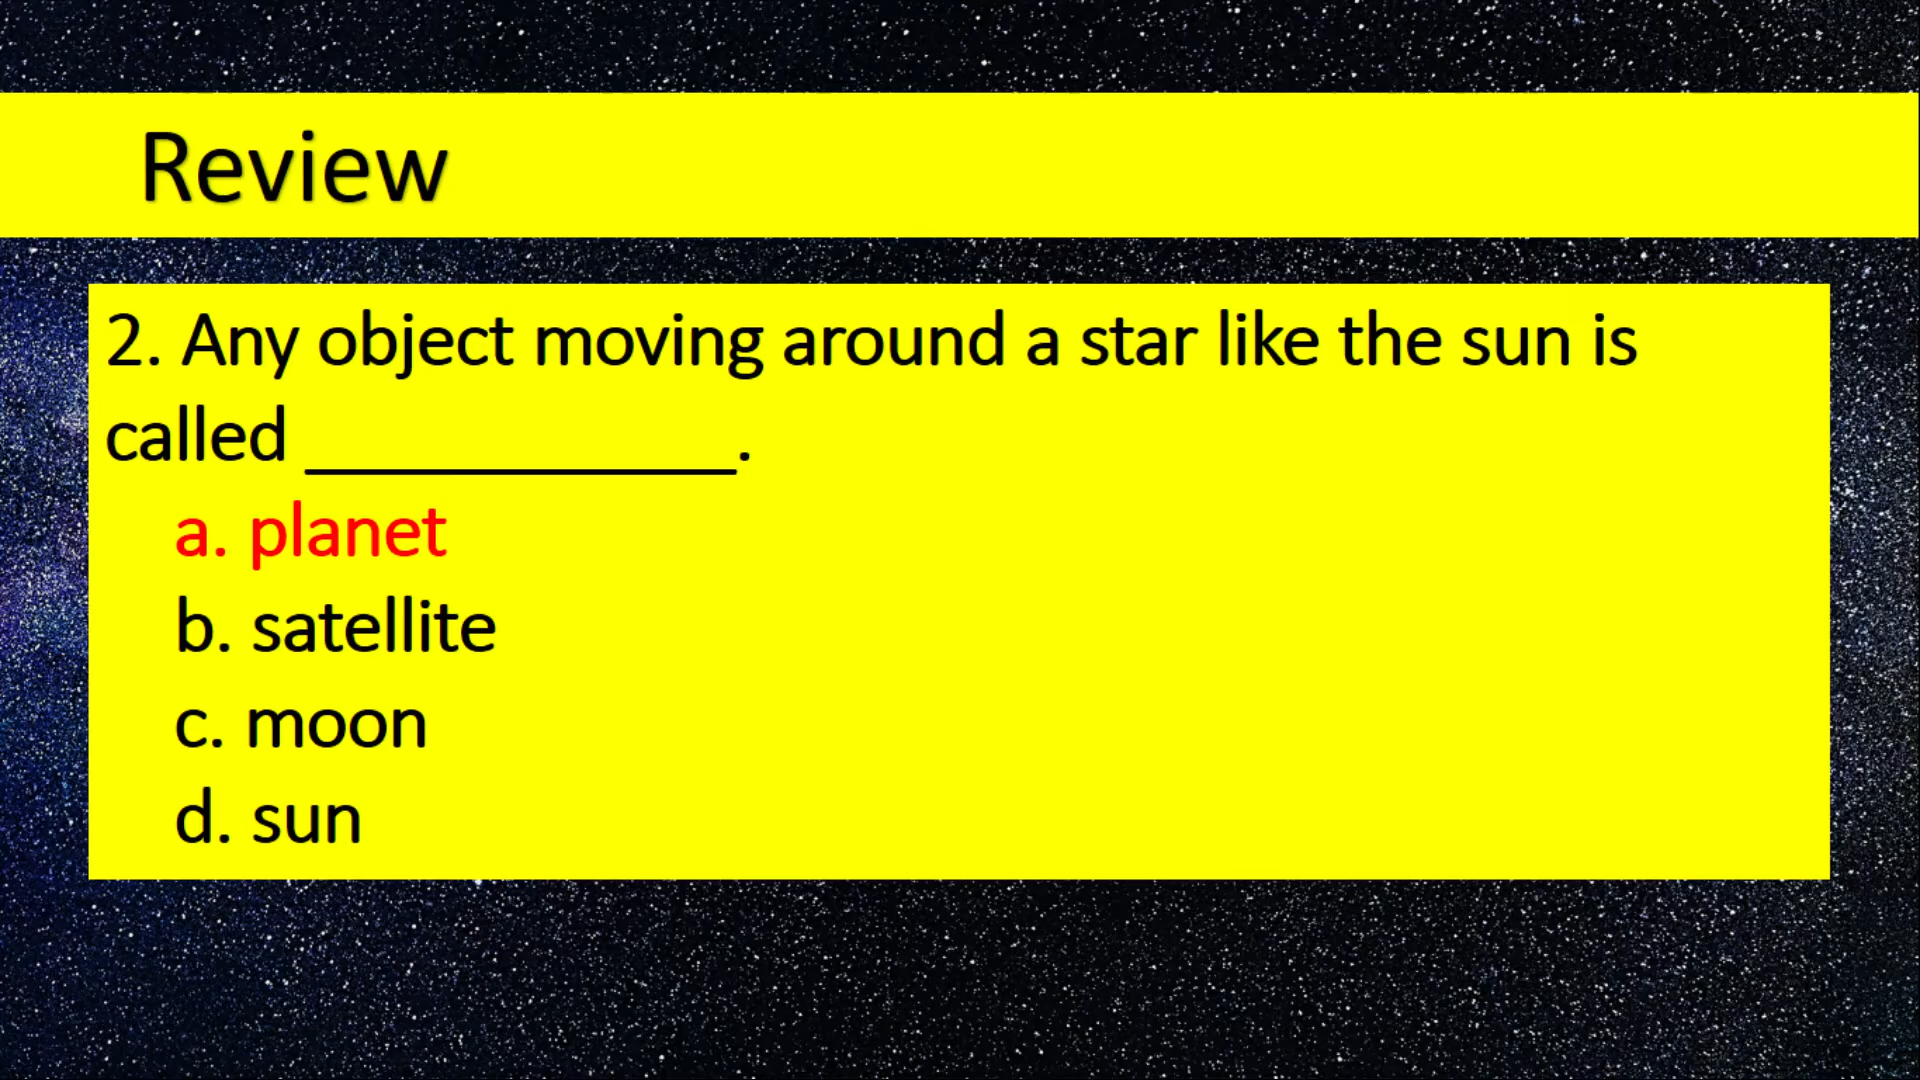 Review
2. Any object moving around a star like the sun is
called ____________.
a. planet
b. satellite
c. moon
d. sun